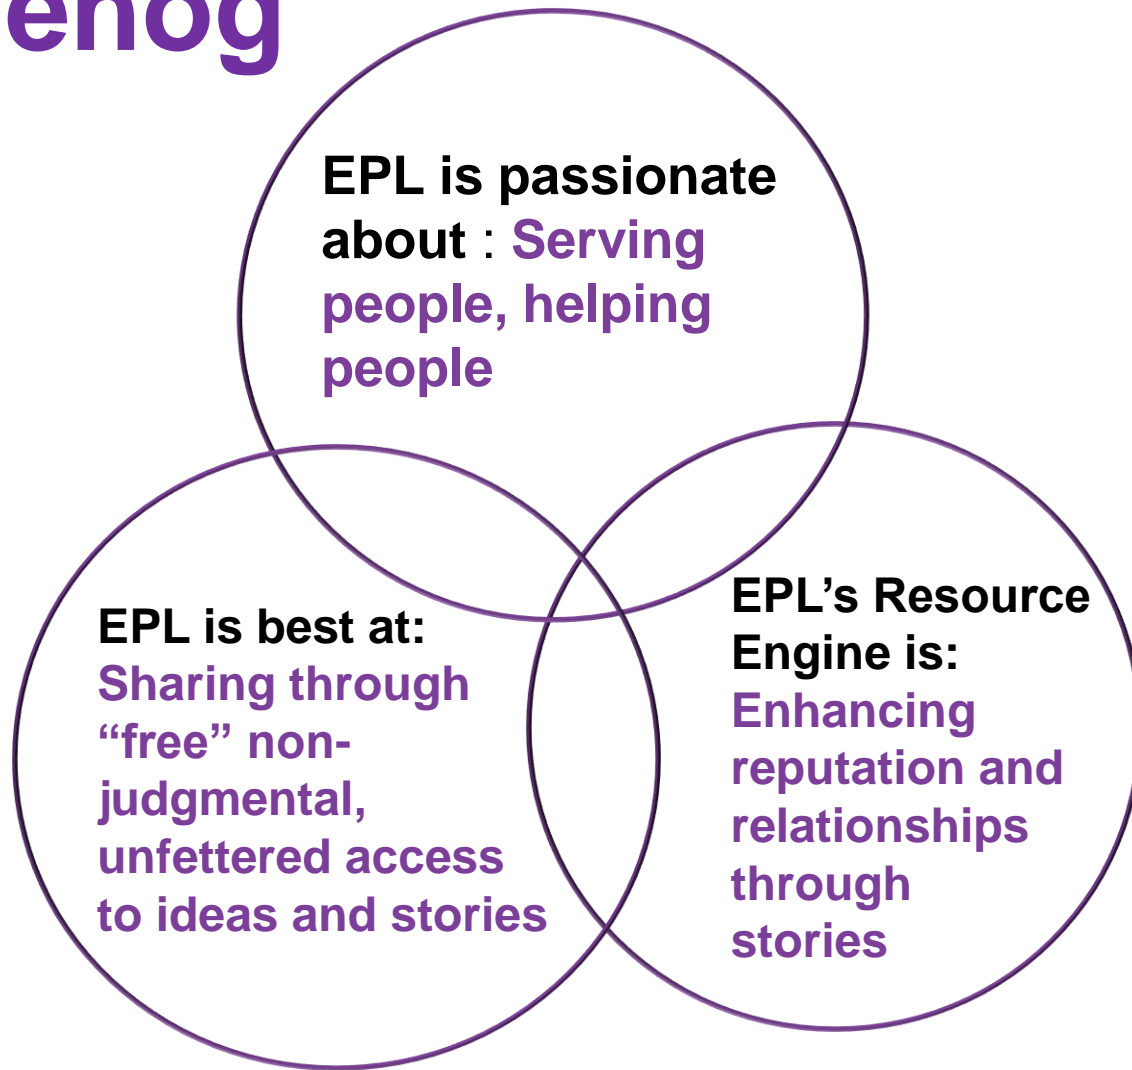 enog
EPL is passionate
about : Serving
people, helping
people
EPL is best at:
Sharing through
“free” non-
judgmental,
unfettered access
to ideas and stories
EPL’s Resource
Engine is:
Enhancing
reputation and
relationships
through
stories